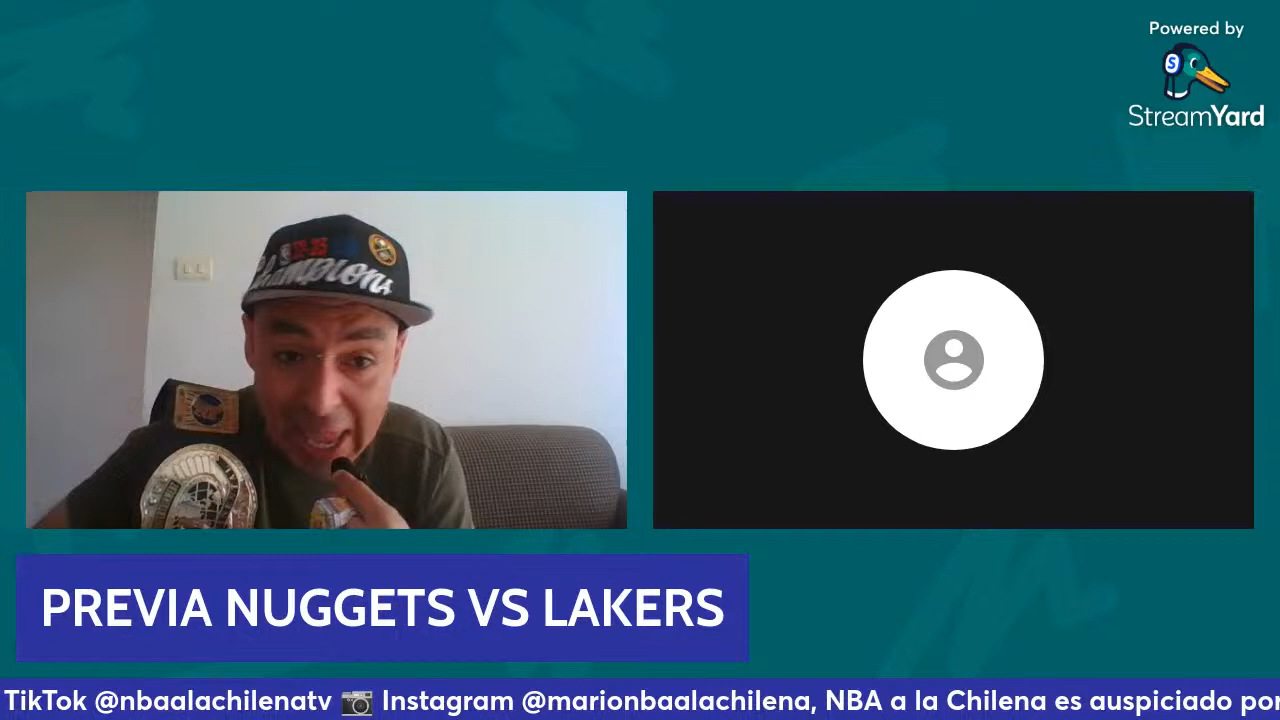 Powered by
S
StreamYard
Champions
PREVIA NUGGETS VS LAKERS
TikTok @nbaalachilenatv 📷 Instagram @marionbaalachilena, NBA a la Chilena es auspiciado por